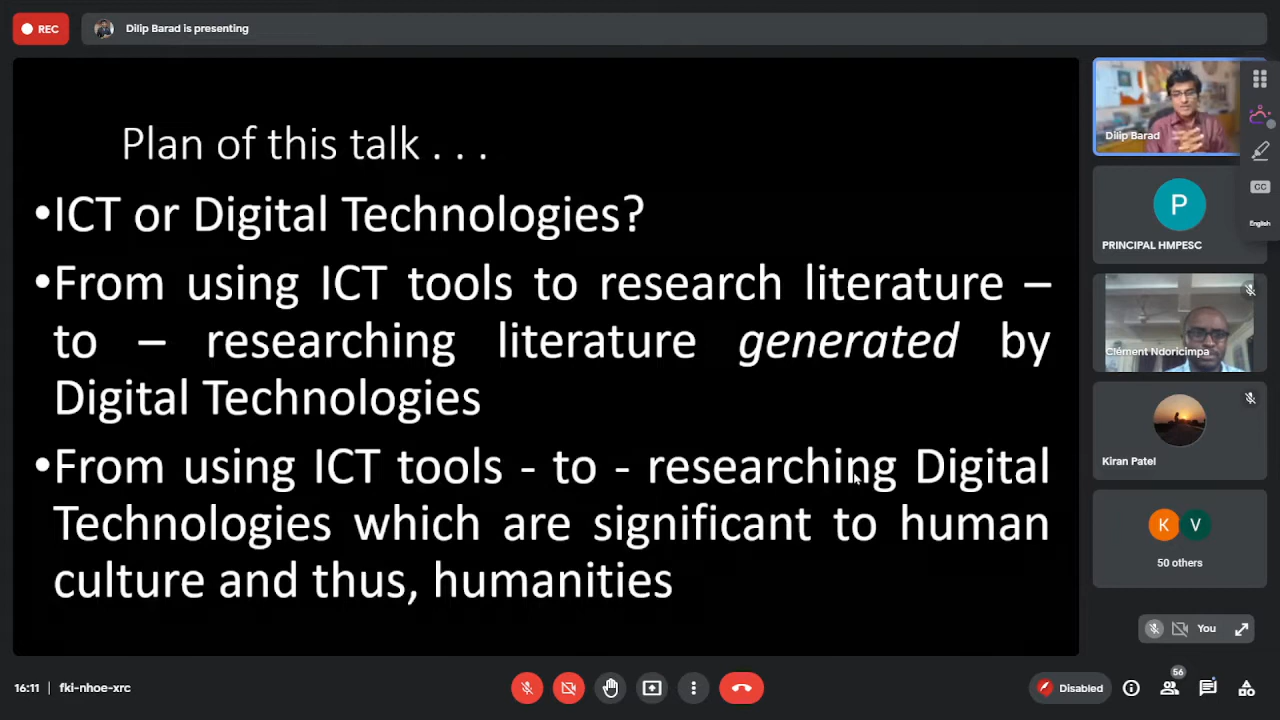 REC
Dilip Barad is presenting
Plan of this talk . . .
•ICT or Digital Technologies?
•From using ICT tools to research literature –
to – researching literature generated by
Digital Technologies
•From using ICT tools - to - researching Digital
Technologies which are significant to human
culture and thus, humanities
Dilip Barad
CC
English
P
PRINCIPAL HMPESC
Clément Ndoricimpa
Kiran Patel
K V
50 others
You
16:11 | fki-nhoe-xrc
Disabled
56